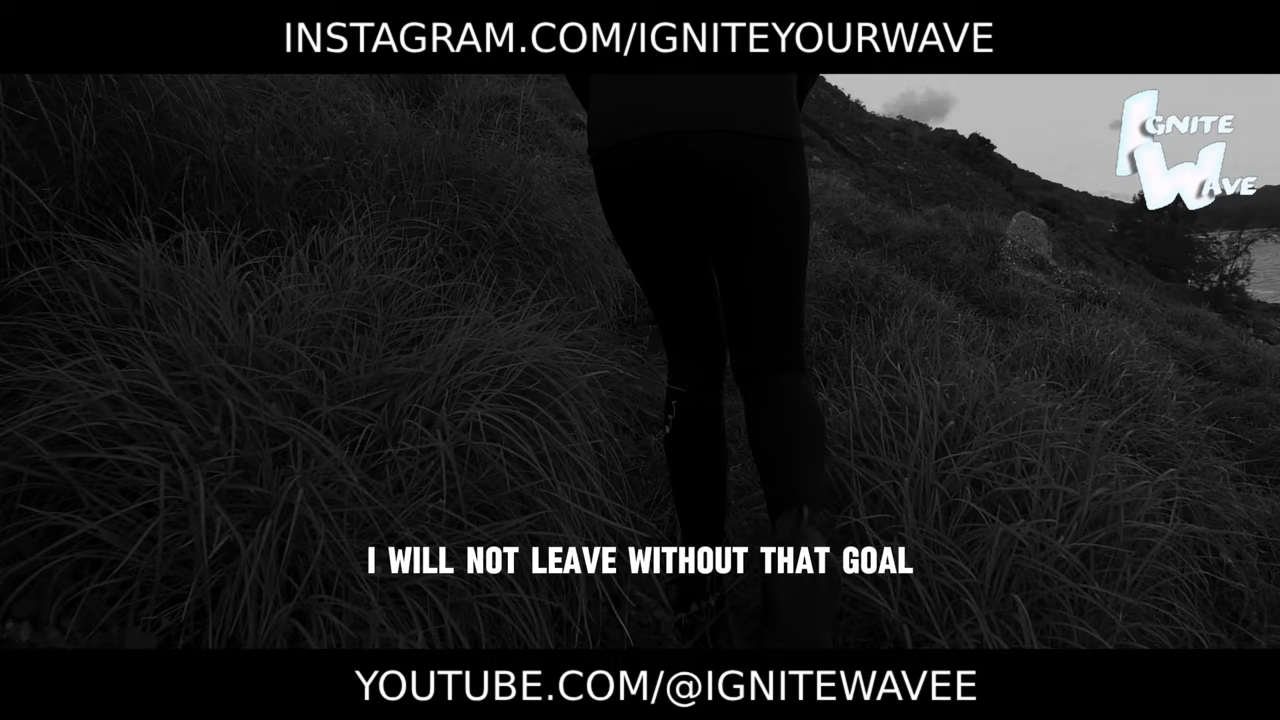 INSTAGRAM.COM/IGNITEYOURWAVE
IGNITE
WAVE
I WILL NOT LEAVE WITHOUT THAT GOAL
YOUTUBE.COM/@IGNITEWAVEE